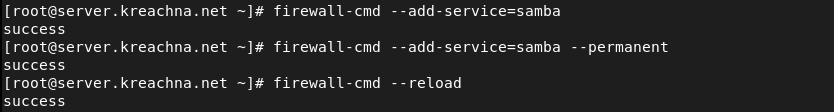 [root@server.kreachna.net ~]# firewall-cmd --add-service=samba
success
[root@server.kreachna.net ~]# firewall-cmd --add-service=samba --permanent
success
[root@server.kreachna.net ~]# firewall-cmd --reload
success